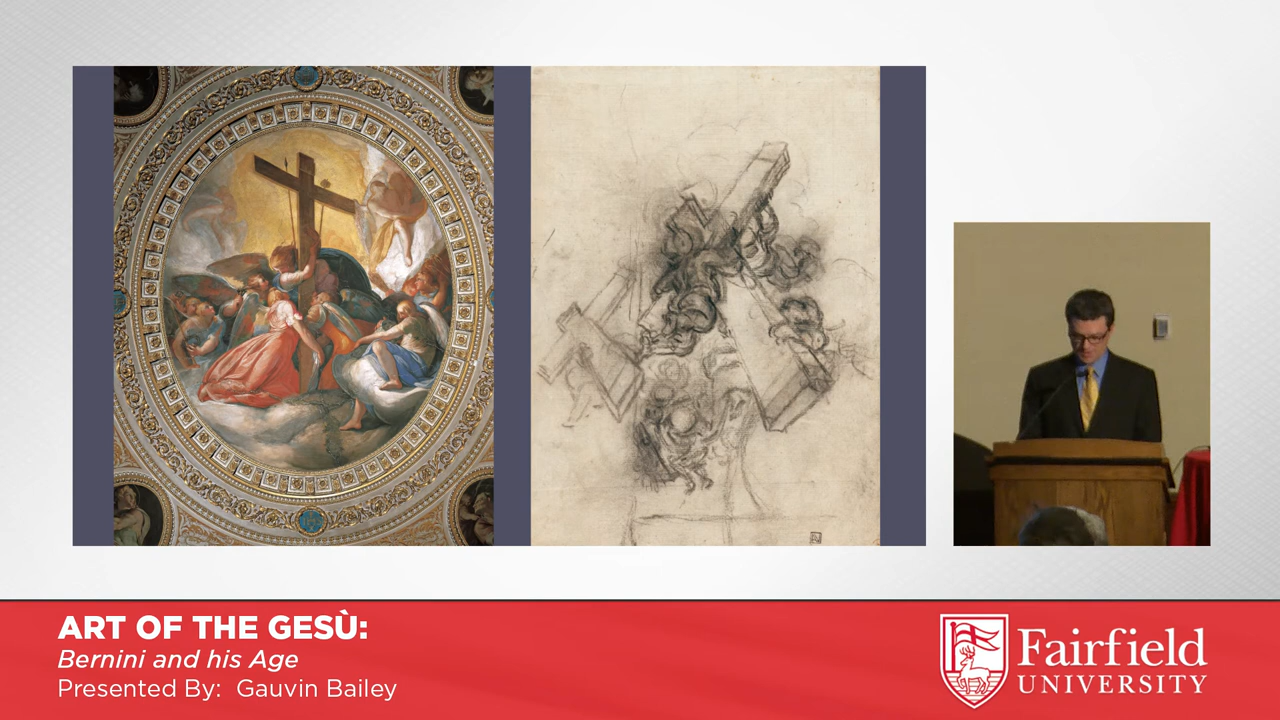 ART OF THE GESÙ:
Bernini and his Age
Presented By: Gauvin Bailey
Fairfield
UNIVERSITY